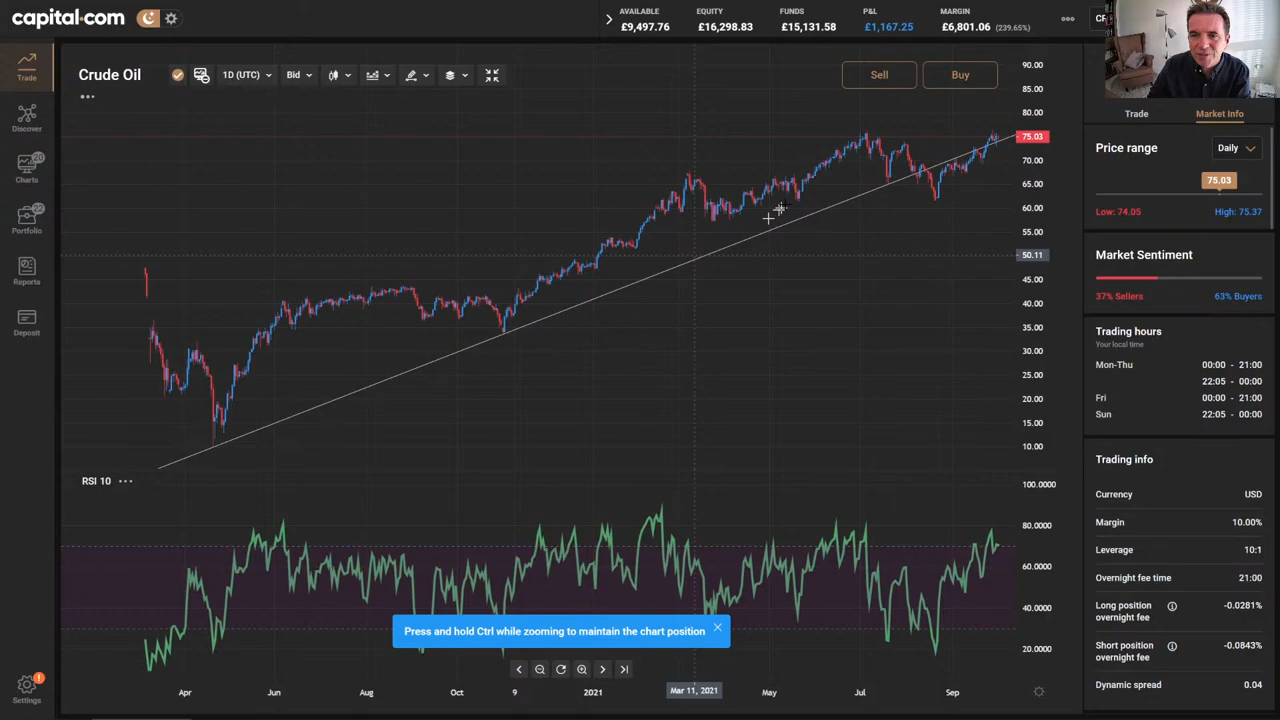 capital.com
AVAILABLE EQUITY FUNDS P&L MARGIN
£9,497.76 £16,298.83 £15,131.58 £1,167.25 £6,801.06 (239.65%)
Trade
Discover
20
Charts
Portfolio
Reports
Deposit
Settings
Crude Oil 1D (UTC) Bid
Sell Buy
90.00
85.00
80.00
75.03
70.00
65.00
60.00
55.00
50.11
45.00
40.00
35.00
30.00
25.00
20.00
15.00
10.00
RSI 10
100.0000
80.0000
60.0000
40.0000
20.0000
Press and hold Ctrl while zooming to maintain the chart position
Apr Jun Aug Oct 9 2021 Mar 11, 2021 May Jul Sep
Trade Market Info
Price range Daily
75.03
Low: 74.05 High: 75.37
Market Sentiment
37% Sellers 63% Buyers
Trading hours
Your local time
Mon-Thu 00:00 - 21:00
22:05 - 00:00
Fri 00:00 - 21:00
Sun 22:05 - 00:00
Trading info
Currency USD
Margin 10.00%
Leverage 10:1
Overnight fee time 21:00
Long position overnight fee -0.0281%
Short position overnight fee -0.0843%
Dynamic spread 0.04